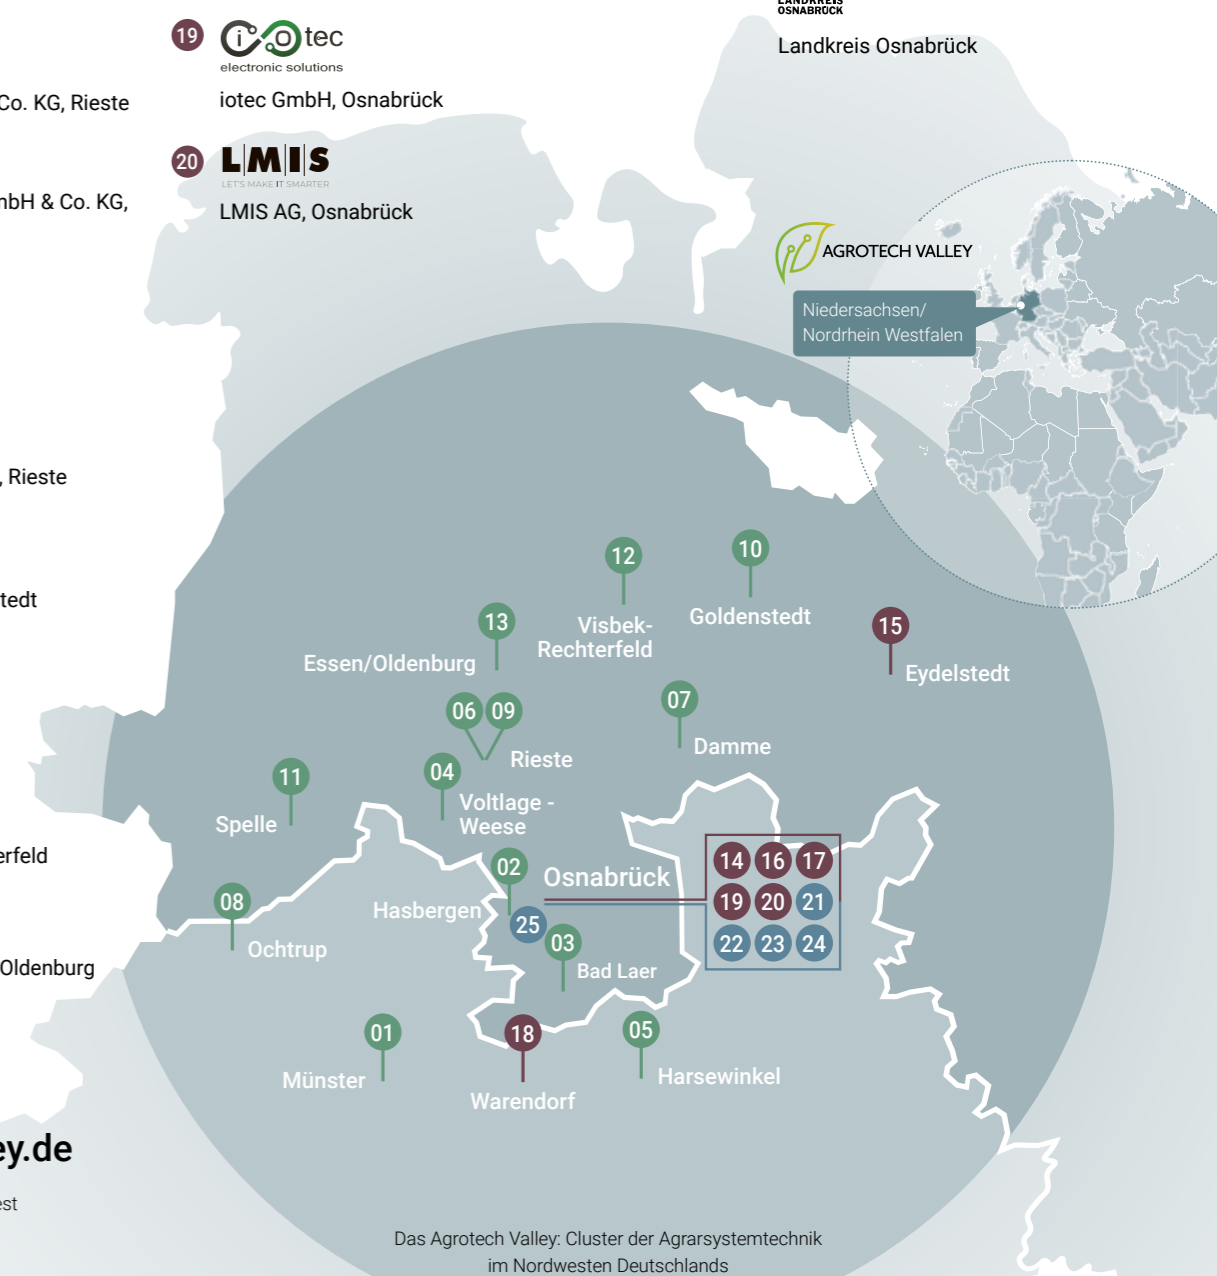 19
iotec
electronic solutions
iotec GmbH, Osnabrück
20
LMIS
LET'S MAKE IT SMARTER
LMIS AG, Osnabrück
LANDKREIS
OSNABRÜCK
Landkreis Osnabrück
Co. KG, Rieste
mbH & Co. KG,
, Rieste
tedt
erfeld
Oldenburg
ey.de
est
AGROTECH VALLEY
Niedersachsen/
Nordrhein Westfalen
12
Visbek-
Rechterfeld
10
Goldenstedt
13
Essen/Oldenburg
15
Eydelstedt
06 09
Rieste
07
Damme
11
Spelle
04
Voltlage -
Weese
02
Hasbergen
Osnabrück
14 16 17
19 20 21
22 23 24
08
Ochtrup
25
03
Bad Laer
01
Münster
18
Warendorf
05
Harsewinkel
Das Agrotech Valley: Cluster der Agrarsystemtechnik
im Nordwesten Deutschlands